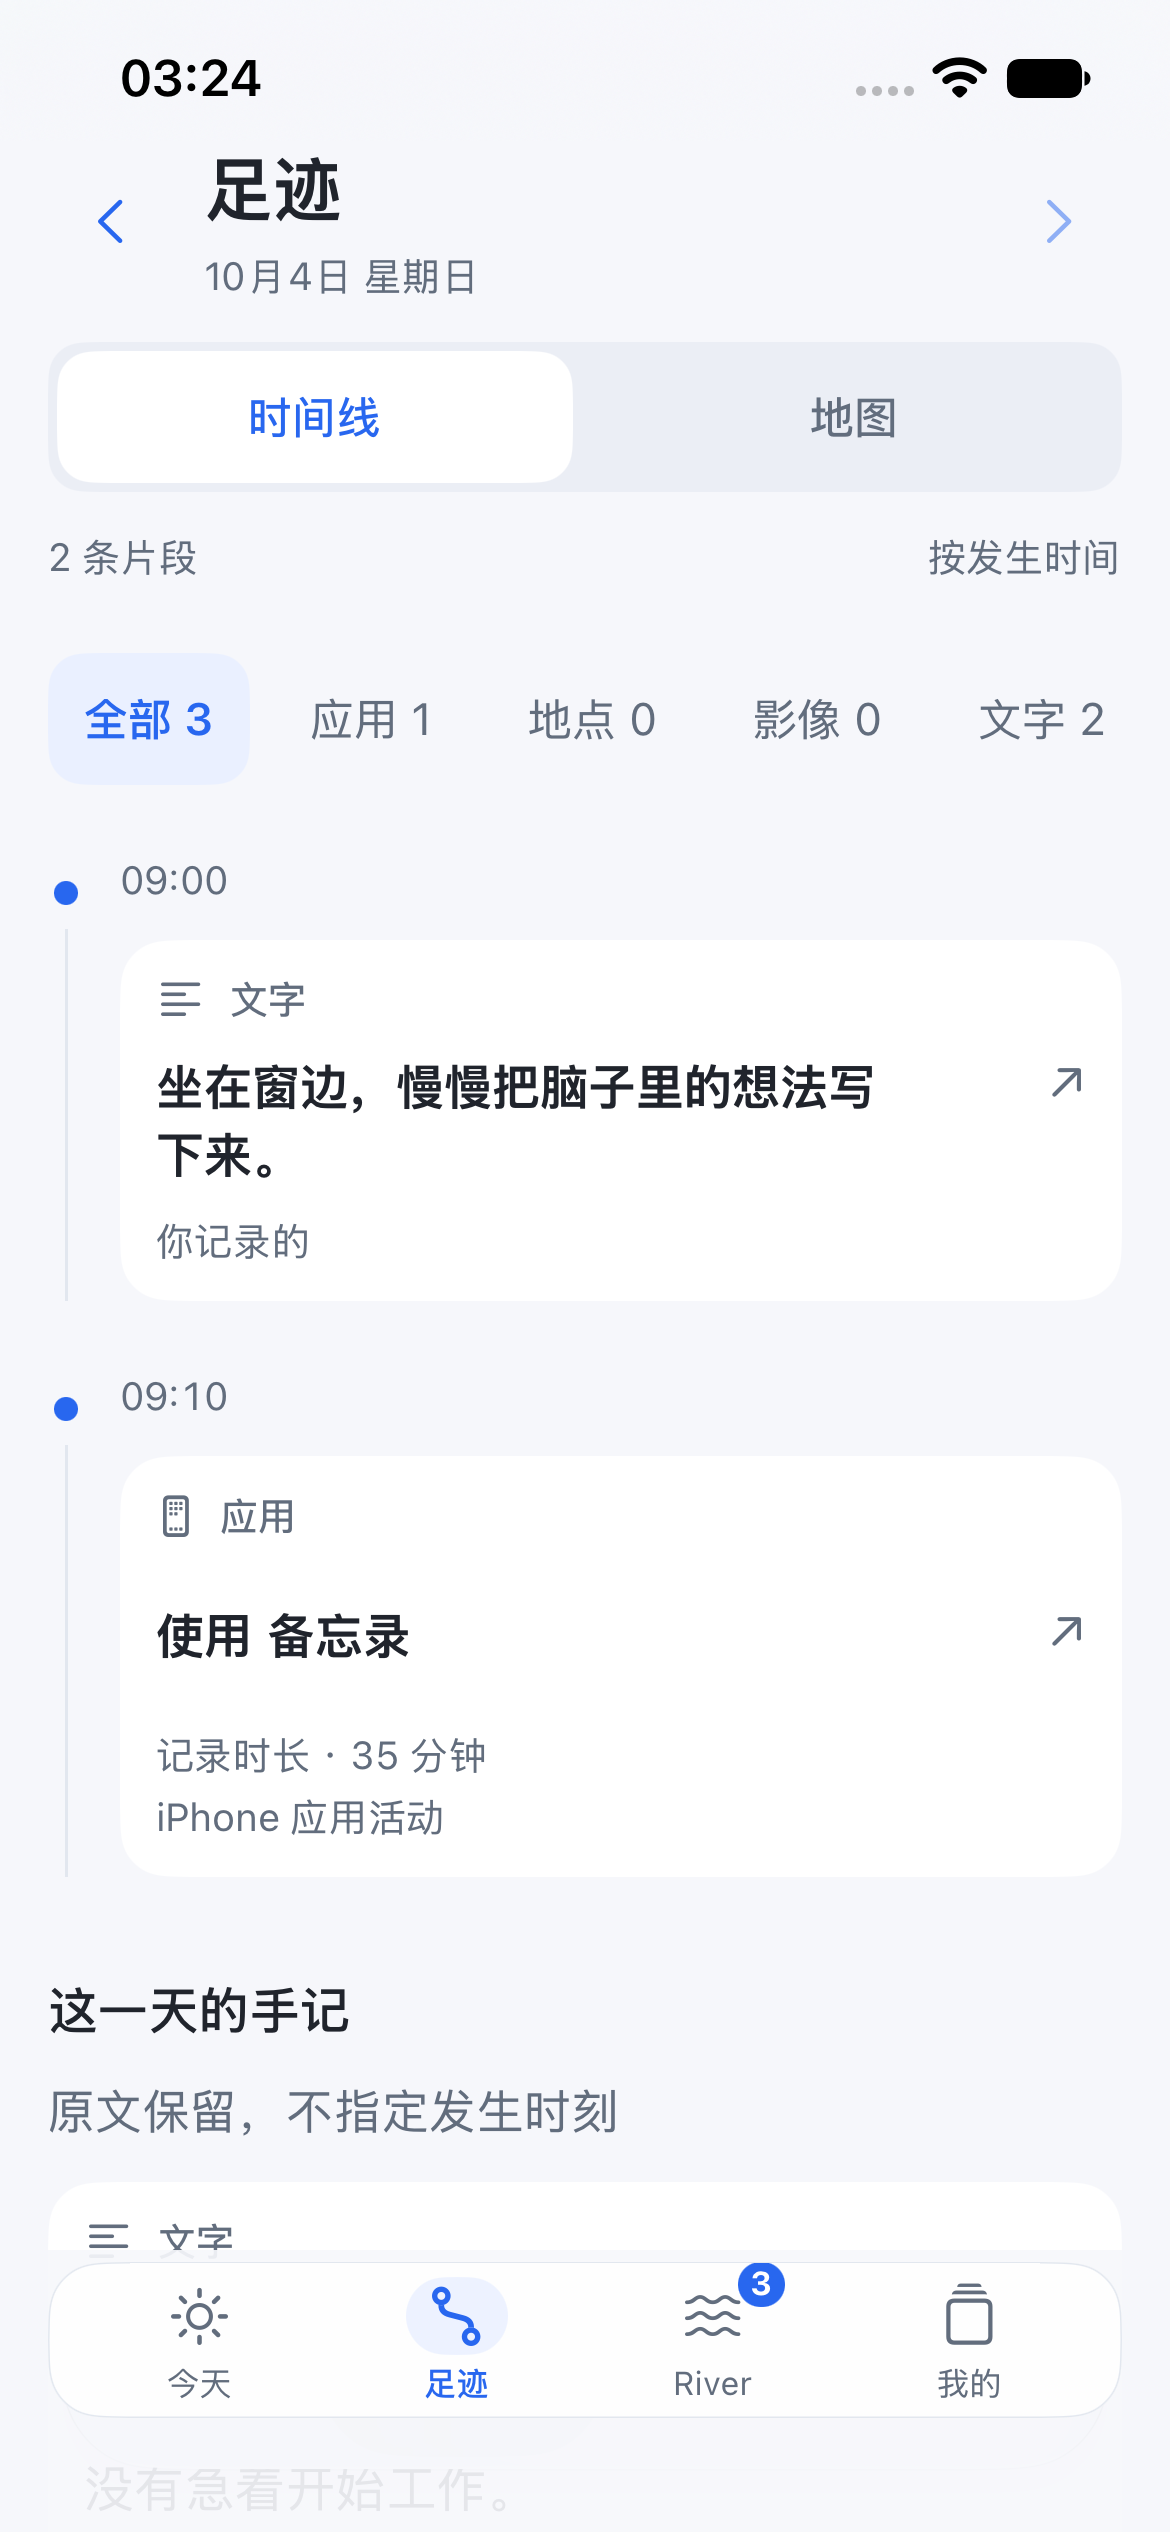 03:24
足迹
10月4日 星期日
时间线
地图
2 条片段
按发生时间
全部 3
应用 1
地点 0
影像 0
文字 2
09:00
文字
坐在窗边，慢慢把脑子里的想法写
下来。
你记录的
09:10
应用
使用 备忘录
记录时长 · 35 分钟
iPhone 应用活动
这一天的手记
原文保留，不指定发生时刻
文字
3
今天
足迹
River
我的
没有急着开始工作。